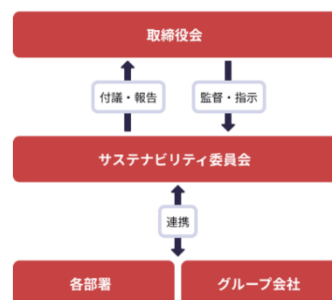 取締役会
付議・報告
監督・指示
サステナビリティ委員会
連携
各部署
グループ会社